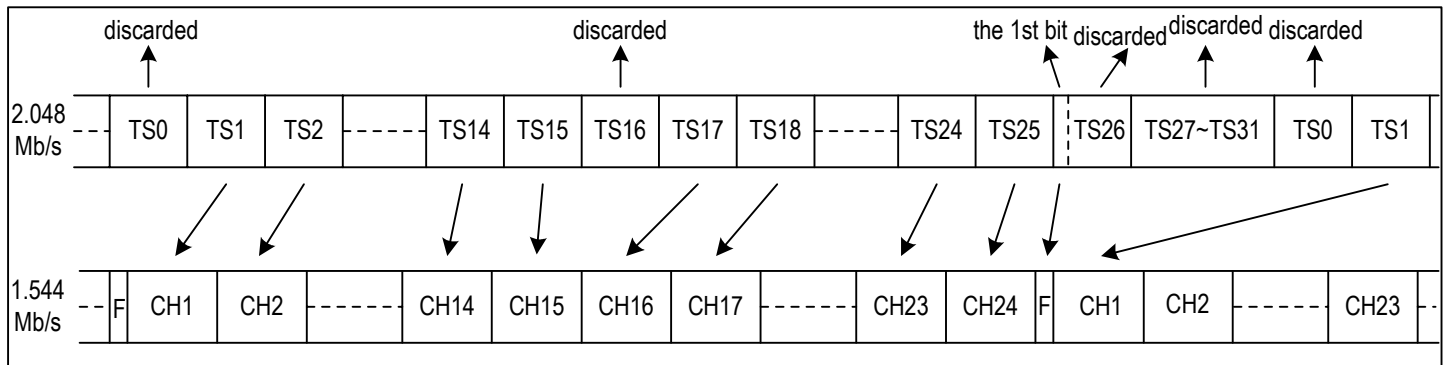 discarded discarded the 1st bit discarded discarded discarded
2.048 Mb/s
TS0 TS1 TS2 TS14 TS15 TS16 TS17 TS18 TS24 TS25 TS26 TS27~TS31 TS0 TS1
1.544 Mb/s
F CH1 CH2 CH14 CH15 CH16 CH17 CH23 CH24 F CH1 CH2 CH23